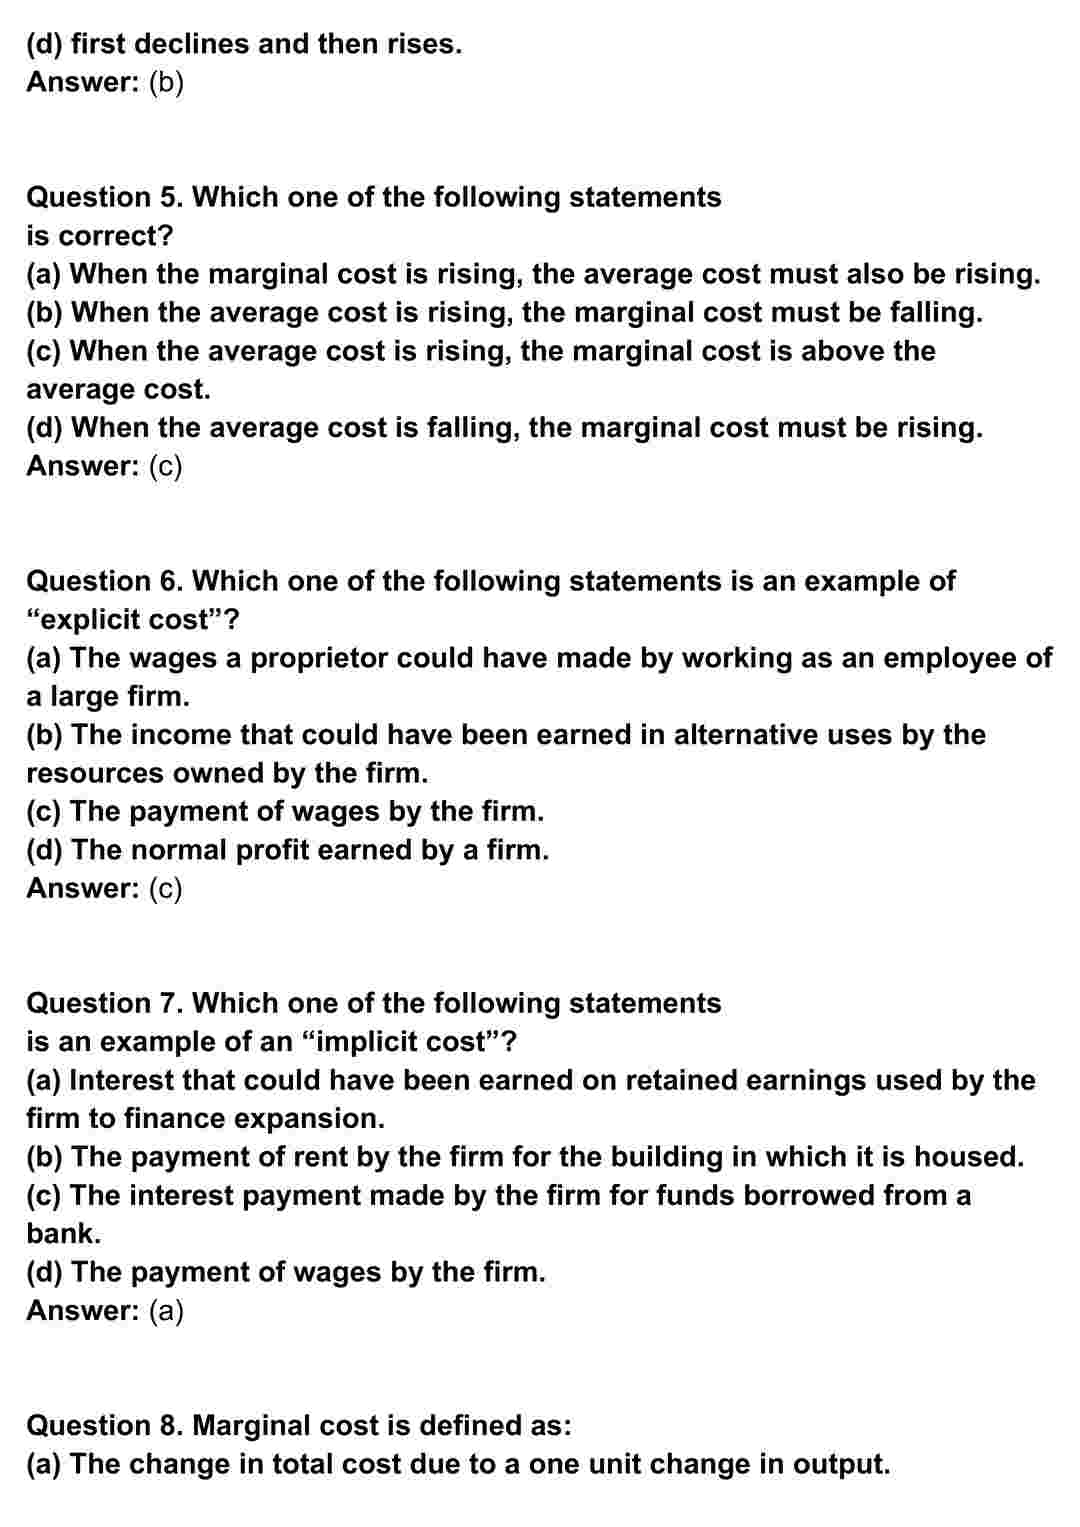 (d) first declines and then rises.
Answer: (b)
Question 5. Which one of the following statements
is correct?
(a) When the marginal cost is rising, the average cost must also be rising.
(b) When the average cost is rising, the marginal cost must be falling.
(c) When the average cost is rising, the marginal cost is above the
average cost.
(d) When the average cost is falling, the marginal cost must be rising.
Answer: (c)
Question 6. Which one of the following statements is an example of
“explicit cost”?
(a) The wages a proprietor could have made by working as an employee of
a large firm.
(b) The income that could have been earned in alternative uses by the
resources owned by the firm.
(c) The payment of wages by the firm.
(d) The normal profit earned by a firm.
Answer: (c)
Question 7. Which one of the following statements
is an example of an “implicit cost”?
(a) Interest that could have been earned on retained earnings used by the
firm to finance expansion.
(b) The payment of rent by the firm for the building in which it is housed.
(c) The interest payment made by the firm for funds borrowed from a
bank.
(d) The payment of wages by the firm.
Answer: (a)
Question 8. Marginal cost is defined as:
(a) The change in total cost due to a one unit change in output.